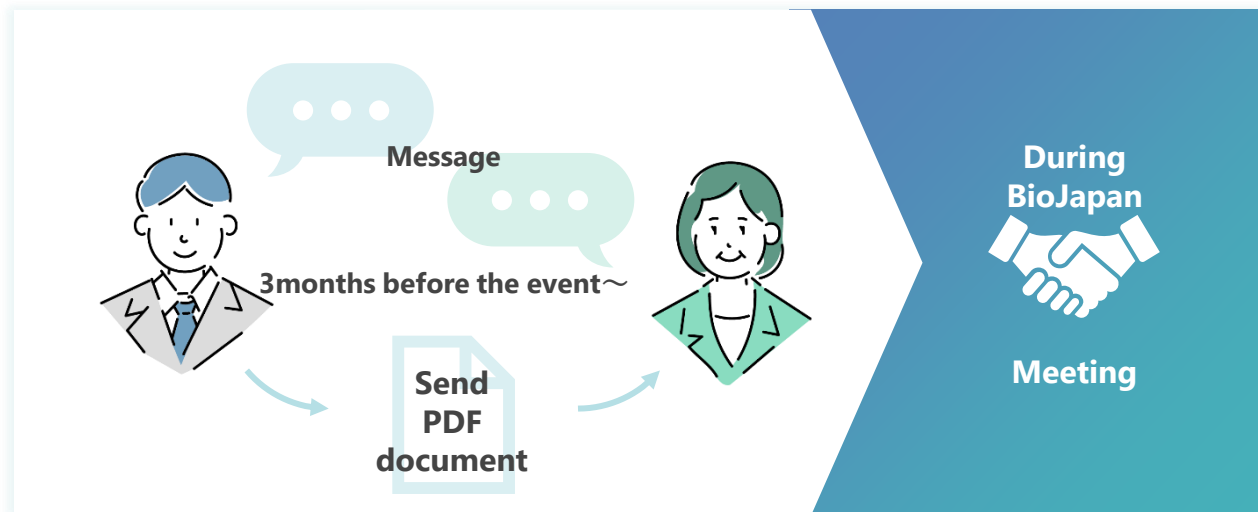 Message
3months before the event～
Send
PDF
document
During
BioJapan
Meeting